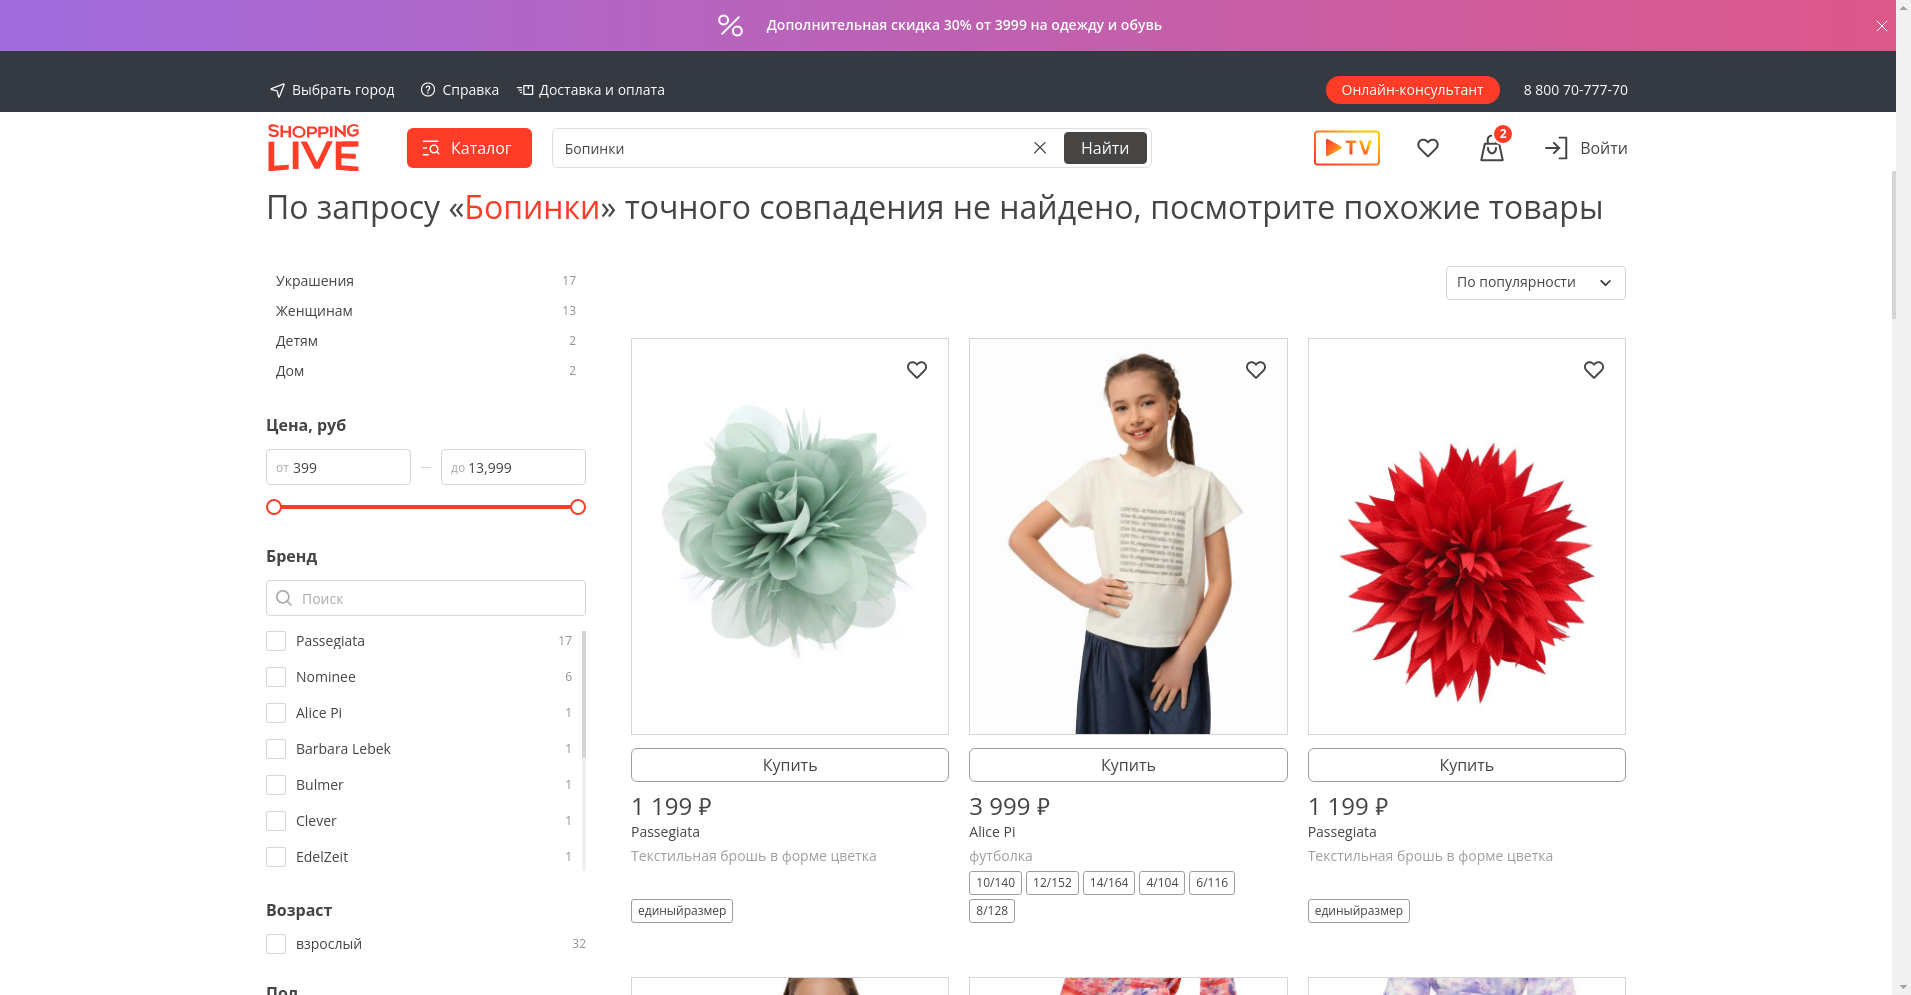 Дополнительная скидка 30% от 3999 на одежду и обувь
Выбрать город
Справка
Доставка и оплата
Онлайн-консультант
8 800 70-777-70
SHOPPING
LIVE
Каталог
Бопинки
Найти
TV
2
Войти
По запросу «Бопинки» точного совпадения не найдено, посмотрите похожие товары
Украшения 17
Женщинам 13
Детям 2
Дом 2
По популярности
Цена, руб
от 399 — до 13,999
Бренд
Поиск
Passegiata 17
Nominee 6
Alice Pi 1
Barbara Lebek 1
Bulmer 1
Clever 1
EdelZeit 1
Возраст
взрослый 32
Пол
Купить
1 199 ₽
Passegiata
Текстильная брошь в форме цветка
единыйразмер
Купить
3 999 ₽
Alice Pi
футболка
10/140 12/152 14/164 4/104 6/116
8/128
Купить
1 199 ₽
Passegiata
Текстильная брошь в форме цветка
единыйразмер